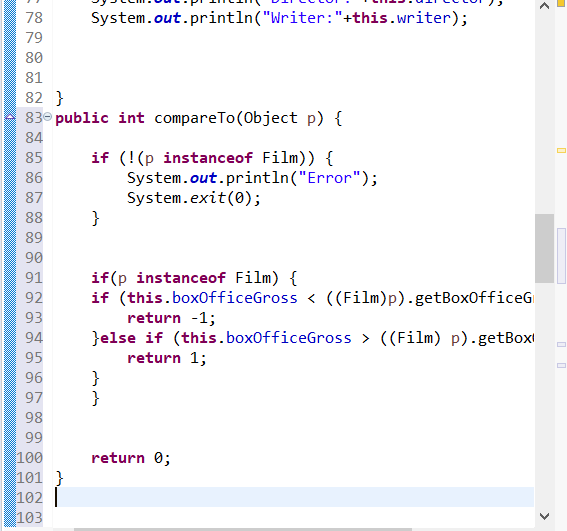 77 System.out.println("Director: "+this.director);
78 System.out.println("Writer:"+this.writer);
79
80
81
82 }
83 public int compareTo(Object p) {
84
85 if (!(p instanceof Film)) {
86 System.out.println("Error");
87 System.exit(0);
88 }
89
90
91 if(p instanceof Film) {
92 if (this.boxOfficeGross < ((Film)p).getBoxOfficeG
93 return -1;
94 }else if (this.boxOfficeGross > ((Film) p).getBox
95 return 1;
96 }
97 }
98
99
100 return 0;
101 }
102
103